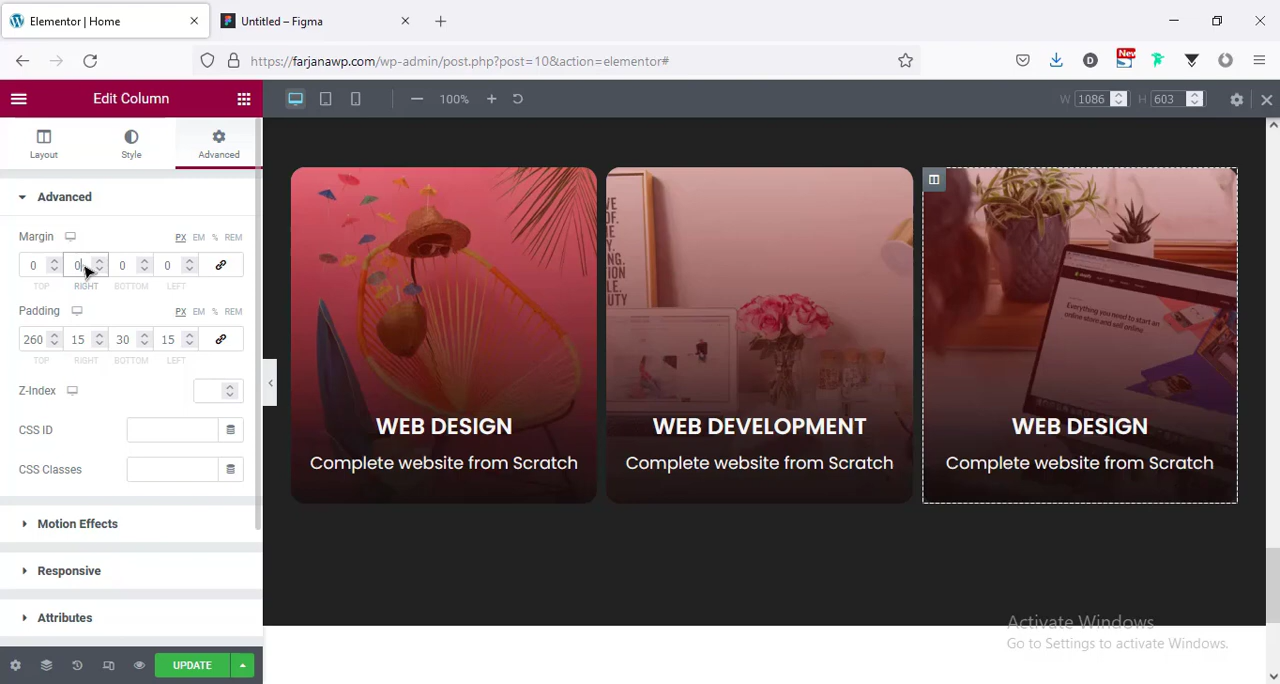 Elementor | Home
Untitled – Figma
https://farjanawp.com/wp-admin/post.php?post=10&action=elementor#
New
Edit Column
100%
W 1086 H 603
Layout Style Advanced
Advanced
Margin PX EM % REM
0 0 0 0
TOP RIGHT BOTTOM LEFT
Padding PX EM % REM
260 15 30 15
TOP RIGHT BOTTOM LEFT
Z-Index
CSS ID
CSS Classes
Motion Effects
Responsive
Attributes
UPDATE
WEB DESIGN
Complete website from Scratch
WEB DEVELOPMENT
Complete website from Scratch
WEB DESIGN
Complete website from Scratch
Activate Windows
Go to Settings to activate Windows.